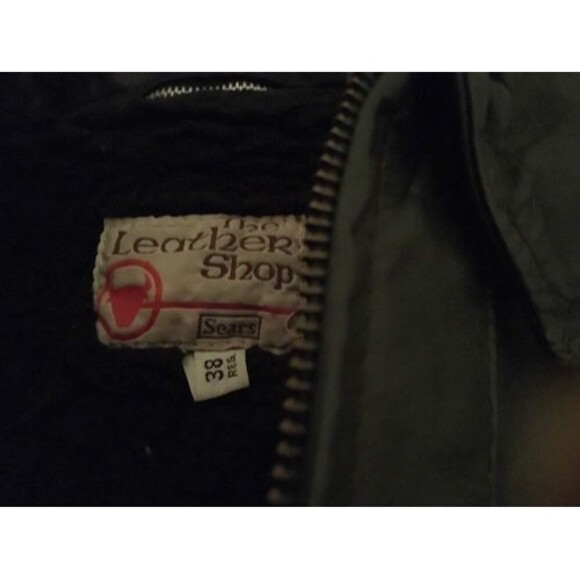 The
Leather
Shop
Sears
38
REG.